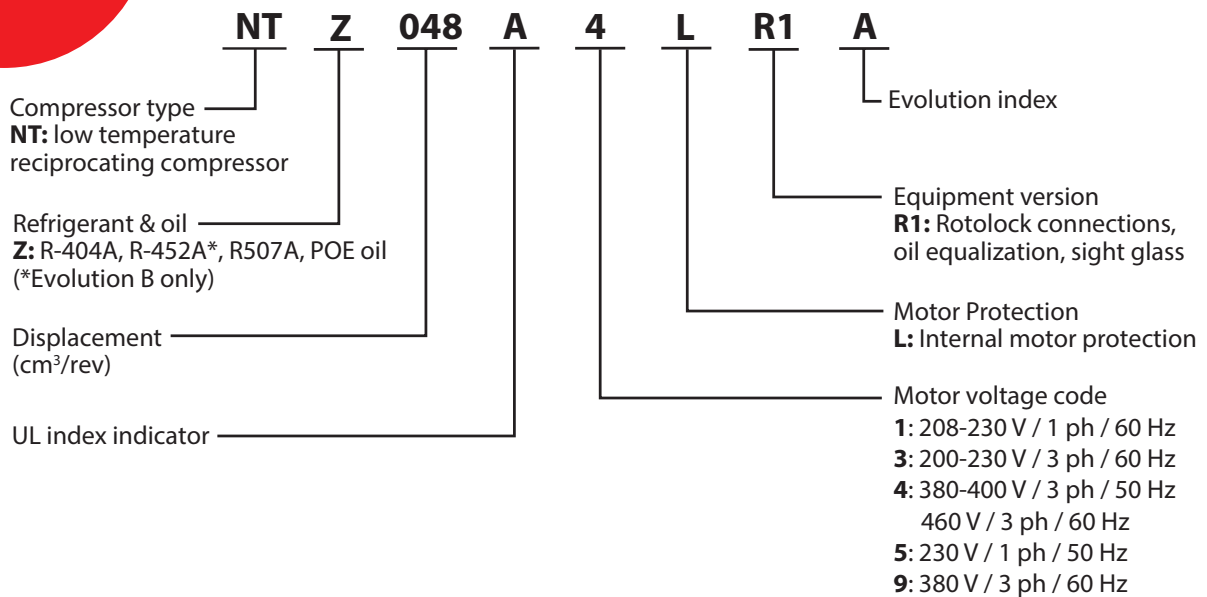 NT Z 048 A 4 L R1 A
Compressor type
NT: low temperature
reciprocating compressor
Refrigerant & oil
Z: R-404A, R-452A*, R507A, POE oil
(*Evolution B only)
Displacement
(cm³/rev)
UL index indicator
Evolution index
Equipment version
R1: Rotolock connections,
oil equalization, sight glass
Motor Protection
L: Internal motor protection
Motor voltage code
1: 208-230 V / 1 ph / 60 Hz
3: 200-230 V / 3 ph / 60 Hz
4: 380-400 V / 3 ph / 50 Hz
460 V / 3 ph / 60 Hz
5: 230 V / 1 ph / 50 Hz
9: 380 V / 3 ph / 60 Hz